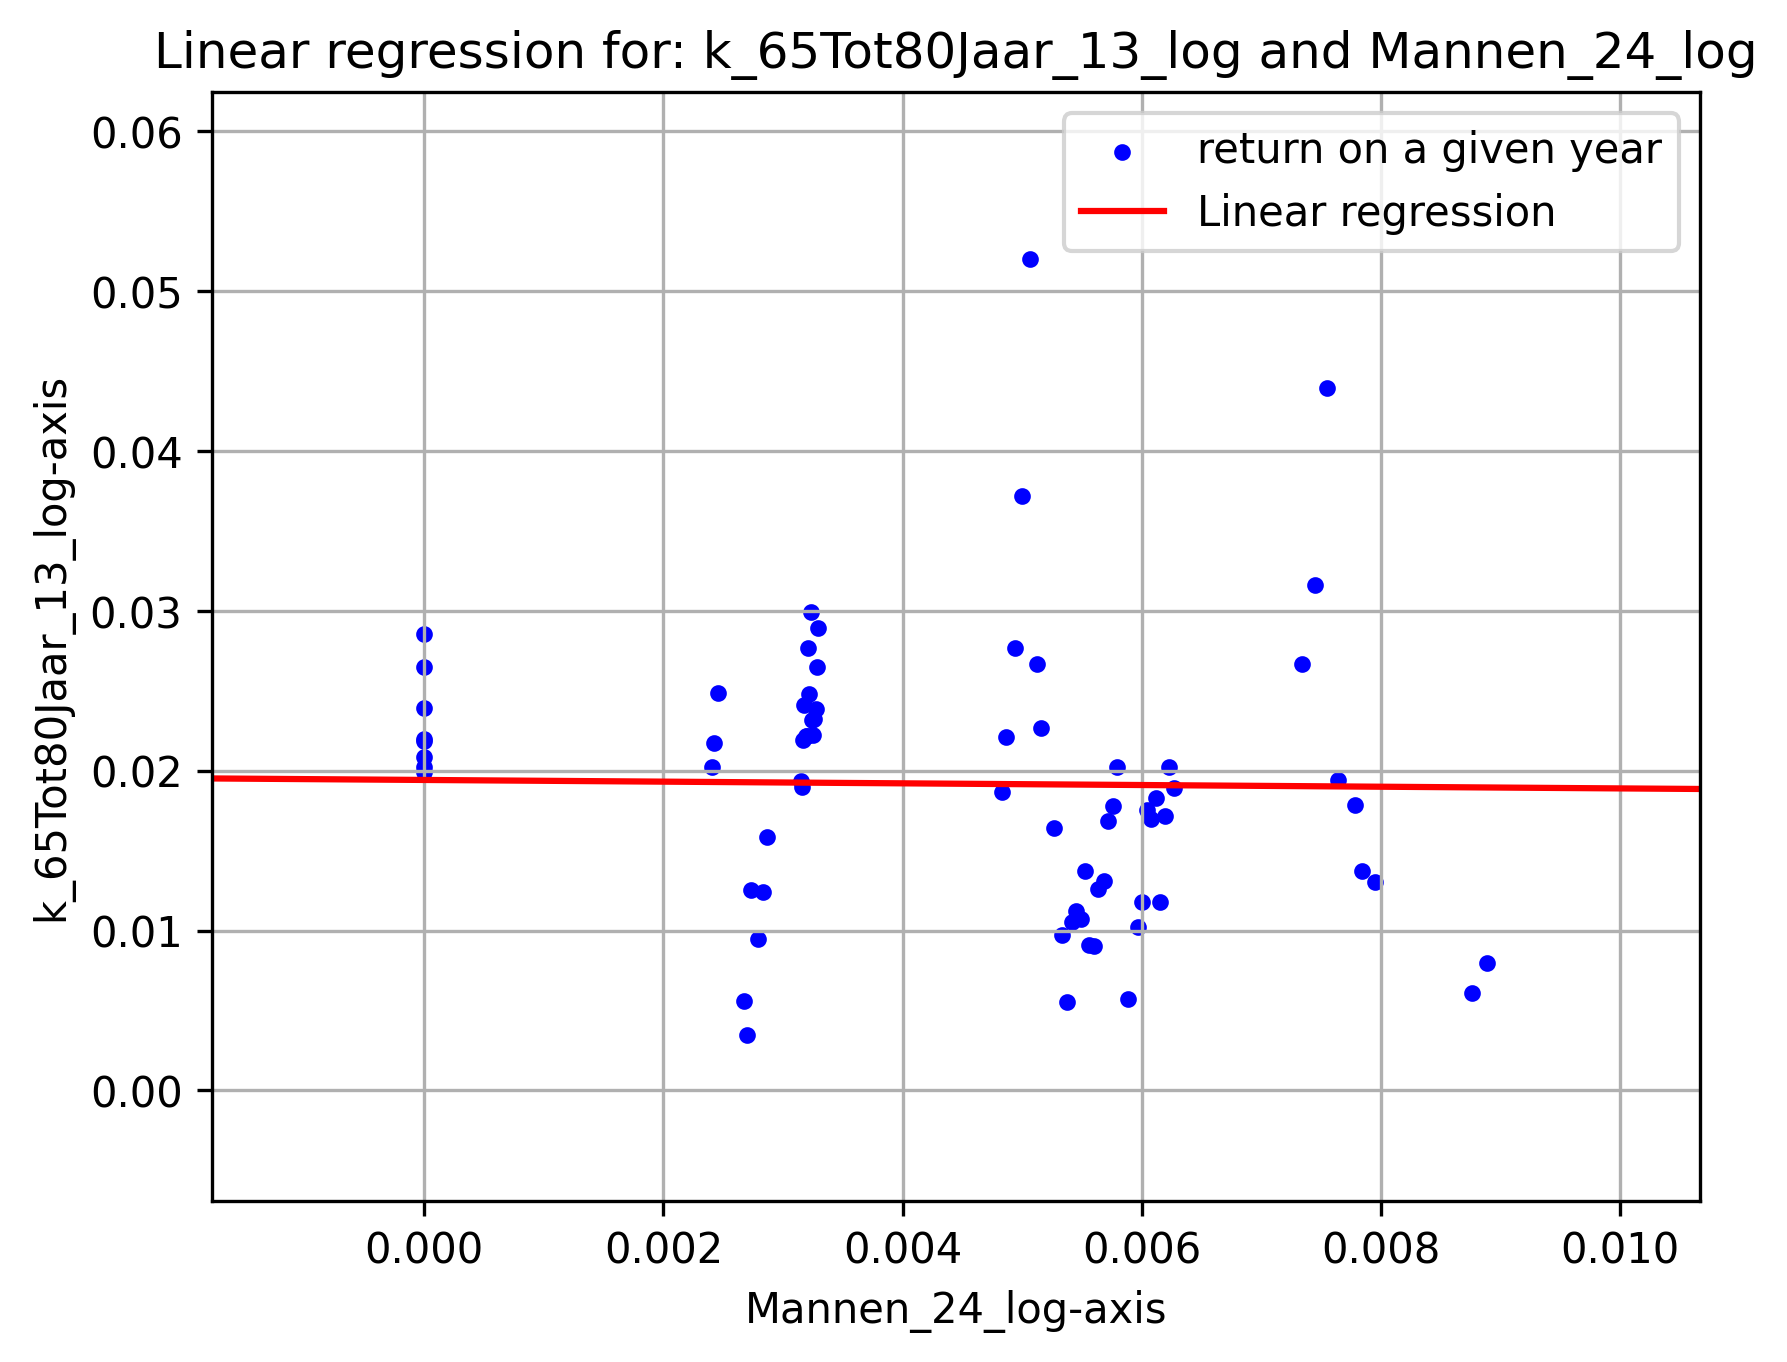 Linear regression for: k_65Tot80Jaar_13_log and Mannen_24_log
return on a given year
Linear regression
0.06
0.05
0.04
0.03
0.02
0.01
0.00
k_65Tot80Jaar_13_log-axis
0.000 0.002 0.004 0.006 0.008 0.010
Mannen_24_log-axis